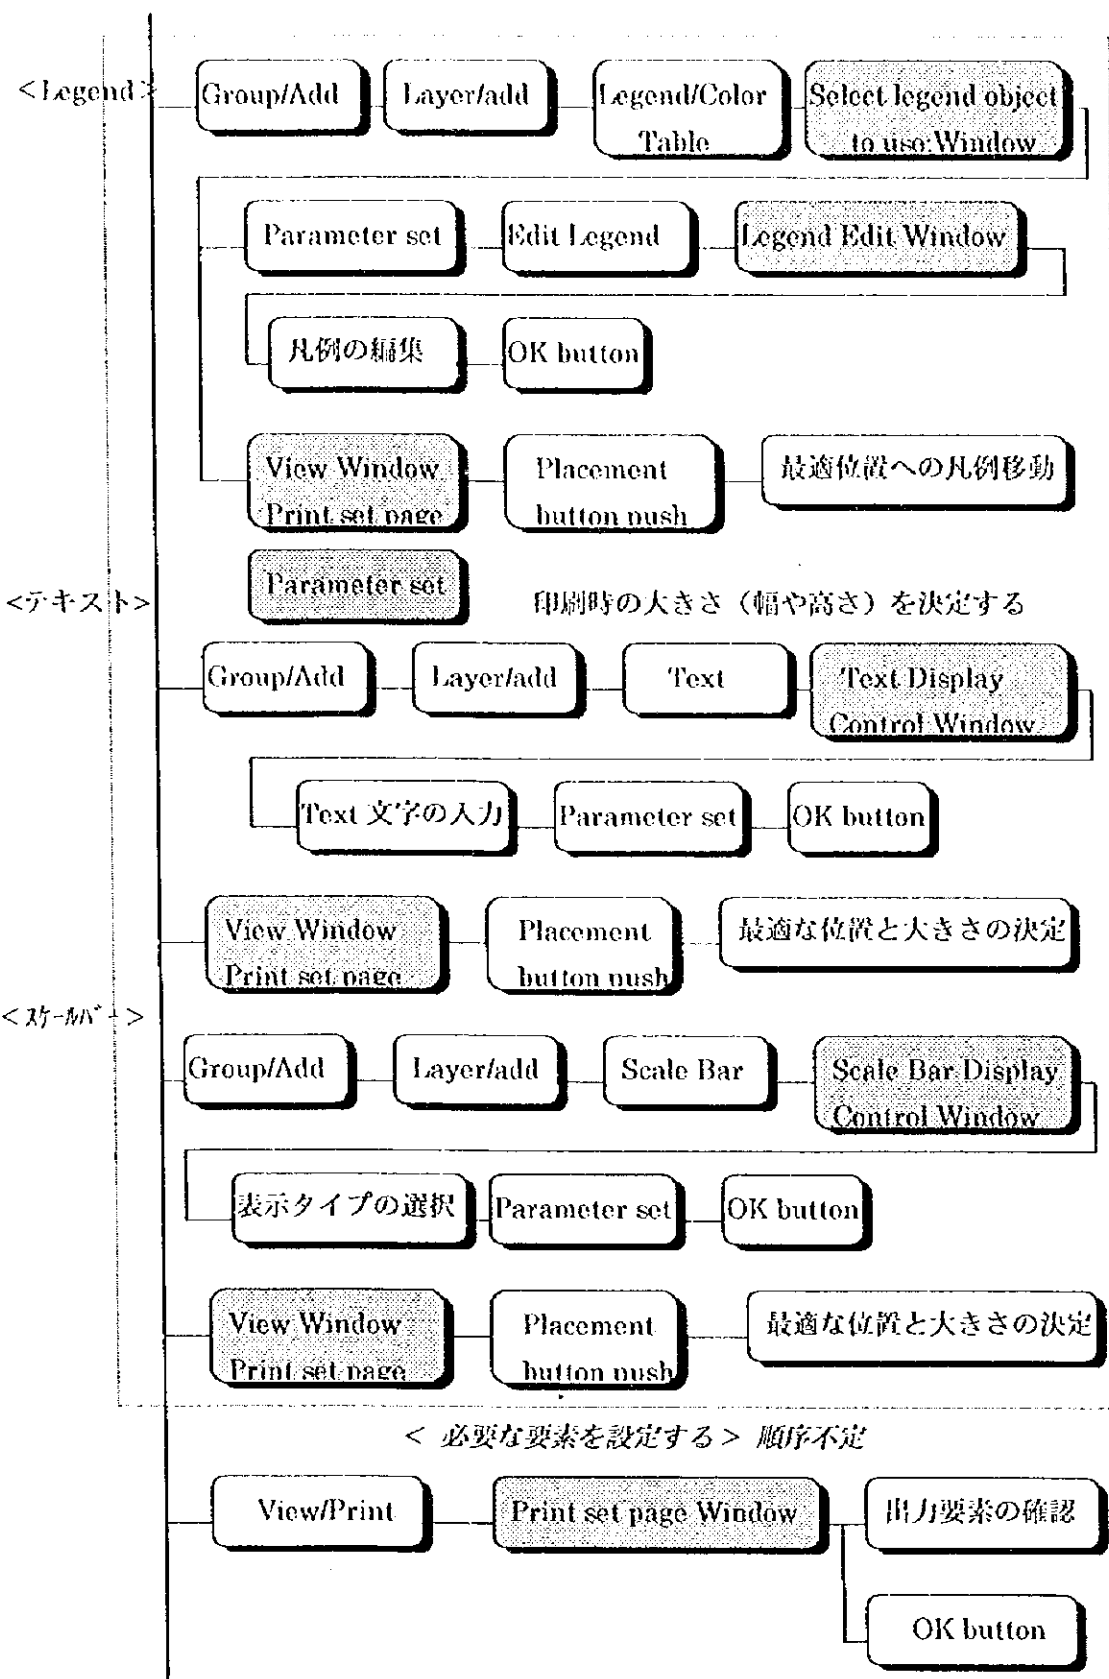 <Legend>
Group/Add
Layer/add
Legend/Color
Table
Select legend object
to use:Window
Parameter set
Edit Legend
Legend Edit Window
凡例の編集
OK button
View Window
Print set page
Placement
button push
最適位置への凡例移動
Parameter set
<テキスト>
印刷時の大きさ（幅や高さ）を決定する
Group/Add
Layer/add
Text
Text Display
Control Window
Text 文字の入力
Parameter set
OK button
View Window
Print set page
Placement
button push
最適な位置と大きさの決定
<ｽｹｰﾙﾊﾞｰ>
Group/Add
Layer/add
Scale Bar
Scale Bar Display
Control Window
表示タイプの選択
Parameter set
OK button
View Window
Print set page
Placement
button push
最適な位置と大きさの決定
< 必要な要素を設定する> 順序不定
View/Print
Print set page Window
出力要素の確認
OK button